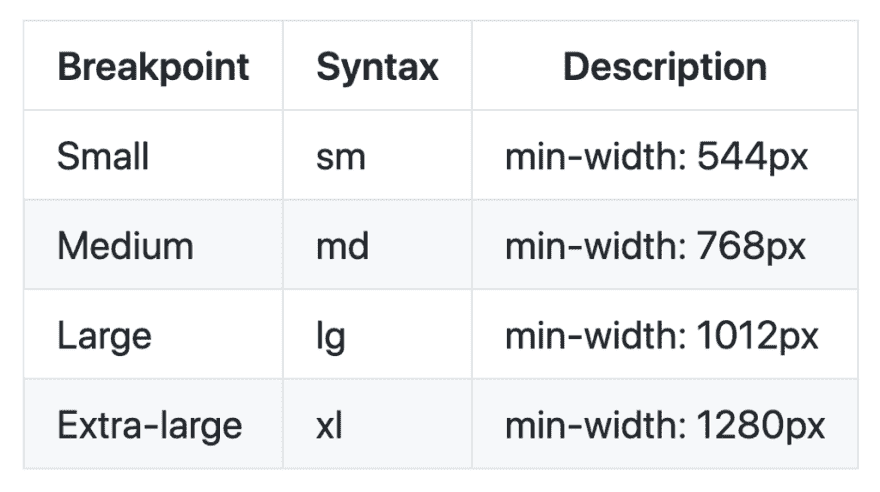 Breakpoint Syntax Description
Small sm min-width: 544px
Medium md min-width: 768px
Large lg min-width: 1012px
Extra-large xl min-width: 1280px